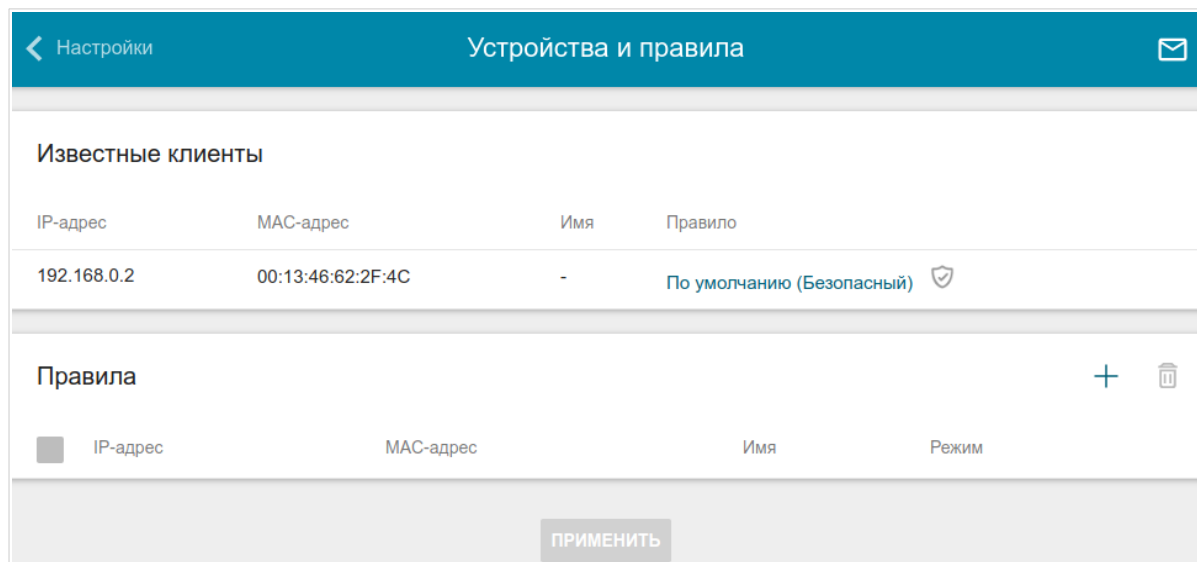 Настройки
Устройства и правила
Известные клиенты
IP-адрес MAC-адрес Имя Правило
192.168.0.2 00:13:46:62:2F:4C - По умолчанию (Безопасный)
Правила
IP-адрес MAC-адрес Имя Режим
ПРИМЕНИТЬ